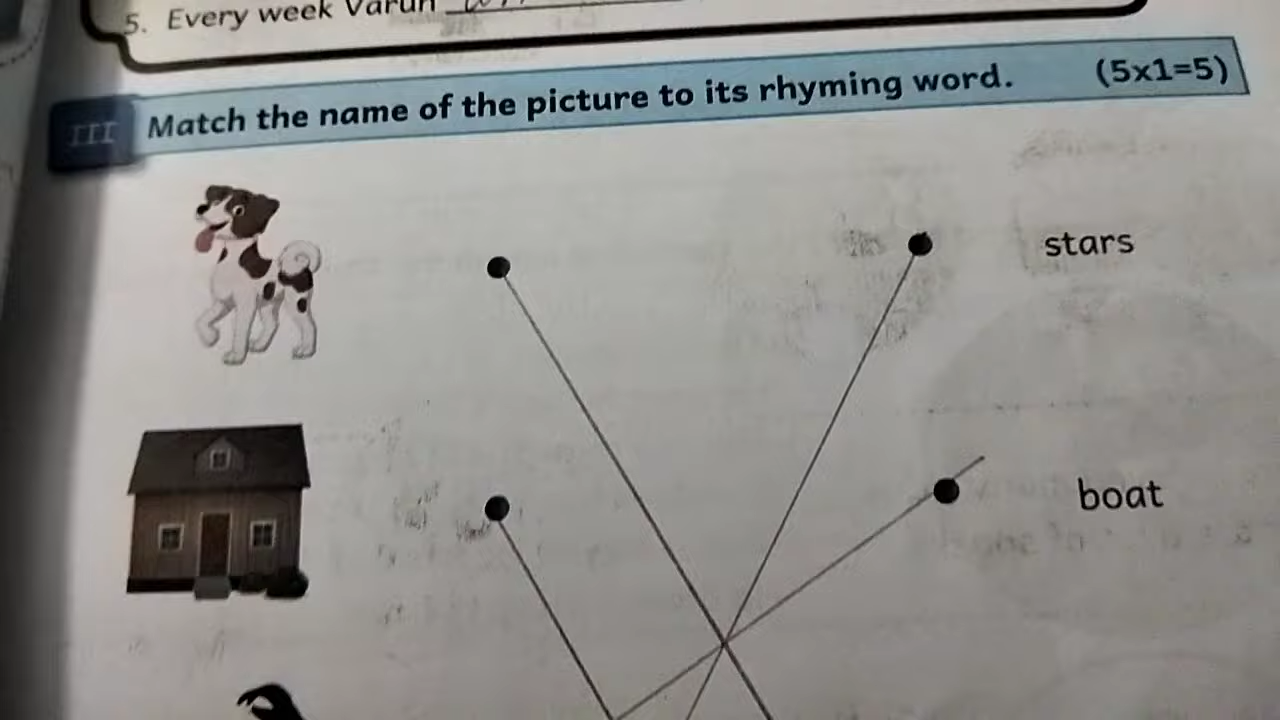 5. Every week Varun
III Match the name of the picture to its rhyming word. (5x1=5)
stars
boat